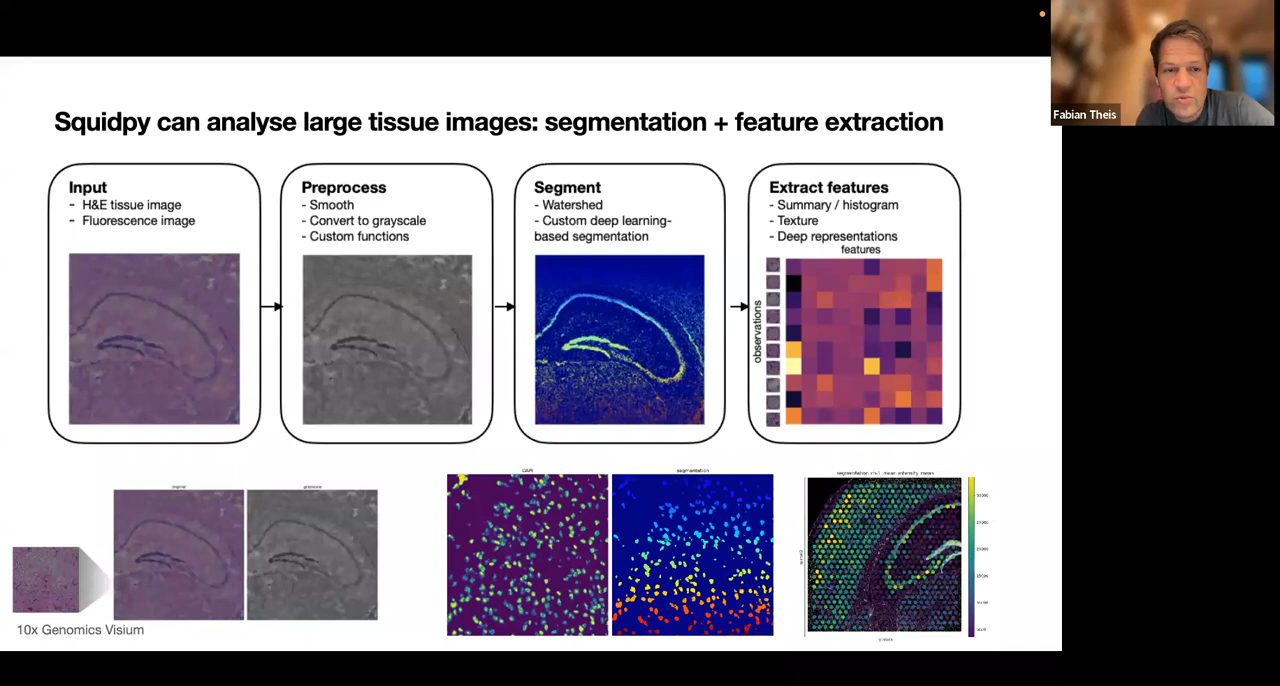 Fabian Theis
Squidpy can analyse large tissue images: segmentation + feature extraction
Input
- H&E tissue image
- Fluorescence image
Preprocess
- Smooth
- Convert to grayscale
- Custom functions
Segment
- Watershed
- Custom deep learning-
based segmentation
Extract features
- Summary / histogram
- Texture
- Deep representations
features
observations
DAPI
segmentation
10x Genomics Visium